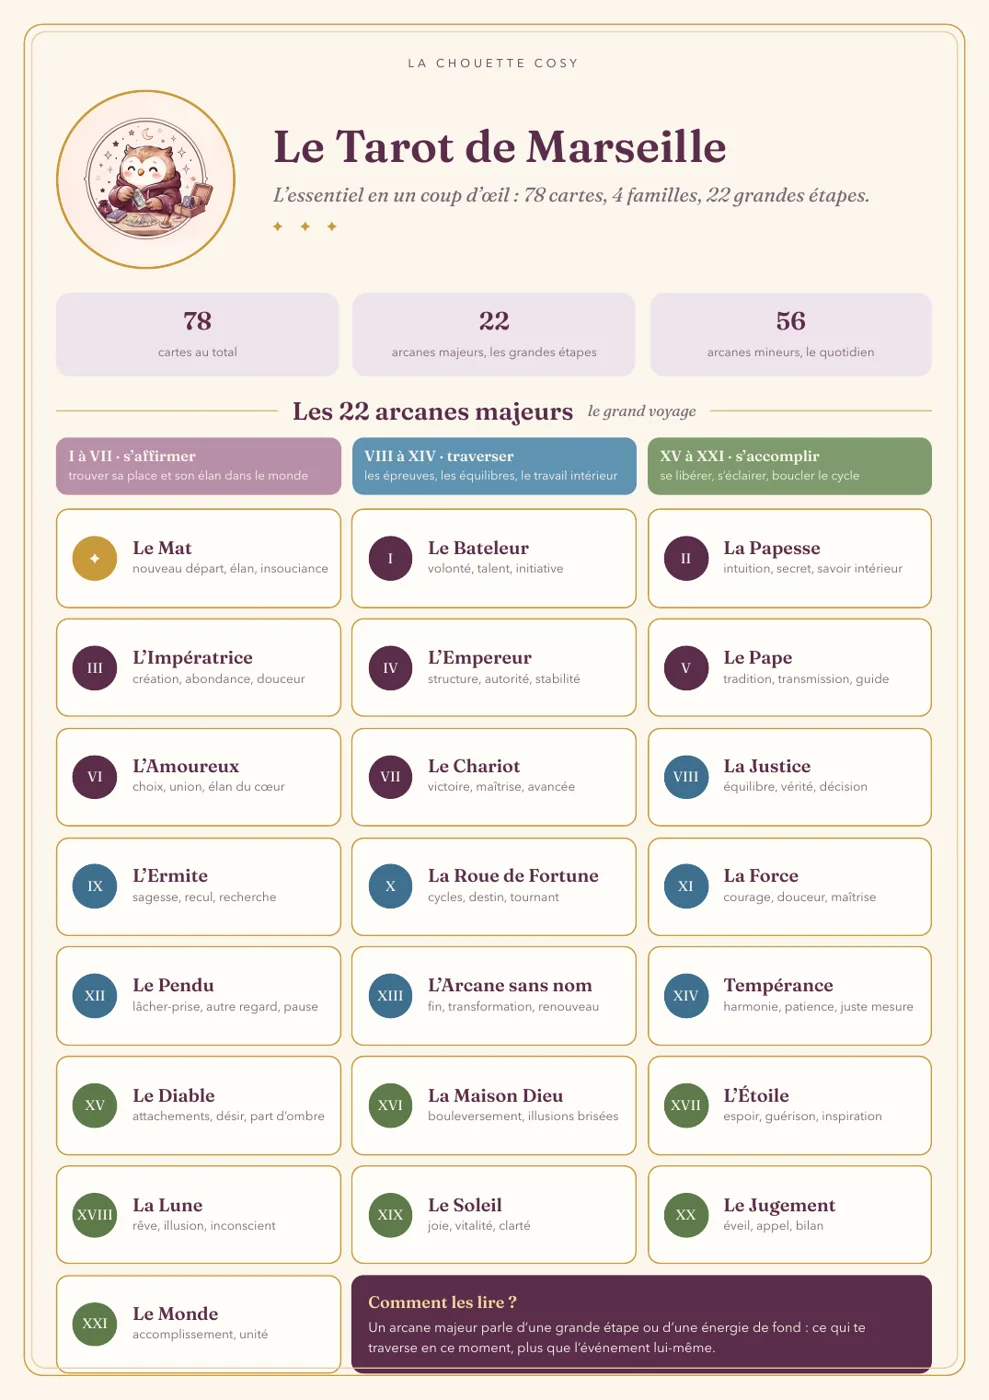 LA CHOUETTE COSY
Le Tarot de Marseille
L’essentiel en un coup d’œil : 78 cartes, 4 familles, 22 grandes étapes.
78
cartes au total
22
arcanes majeurs, les grandes étapes
56
arcanes mineurs, le quotidien
Les 22 arcanes majeurs le grand voyage
I à VII · s’affirmer
trouver sa place et son élan dans le monde
VIII à XIV · traverser
les épreuves, les équilibres, le travail intérieur
XV à XXI · s’accomplir
se libérer, s’éclairer, boucler le cycle
Le Mat
nouveau départ, élan, insouciance
I
Le Bateleur
volonté, talent, initiative
II
La Papesse
intuition, secret, savoir intérieur
III
L’Impératrice
création, abondance, douceur
IV
L’Empereur
structure, autorité, stabilité
V
Le Pape
tradition, transmission, guide
VI
L’Amoureux
choix, union, élan du cœur
VII
Le Chariot
victoire, maîtrise, avancée
VIII
La Justice
équilibre, vérité, décision
IX
L’Ermite
sagesse, recul, recherche
X
La Roue de Fortune
cycles, destin, tournant
XI
La Force
courage, douceur, maîtrise
XII
Le Pendu
lâcher-prise, autre regard, pause
XIII
L’Arcane sans nom
fin, transformation, renouveau
XIV
Tempérance
harmonie, patience, juste mesure
XV
Le Diable
attachements, désir, part d’ombre
XVI
La Maison Dieu
bouleversement, illusions brisées
XVII
L’Étoile
espoir, guérison, inspiration
XVIII
La Lune
rêve, illusion, inconscient
XIX
Le Soleil
joie, vitalité, clarté
XX
Le Jugement
éveil, appel, bilan
XXI
Le Monde
accomplissement, unité
Comment les lire ?
Un arcane majeur parle d’une grande étape ou d’une énergie de fond : ce qui te
traverse en ce moment, plus que l’événement lui-même.